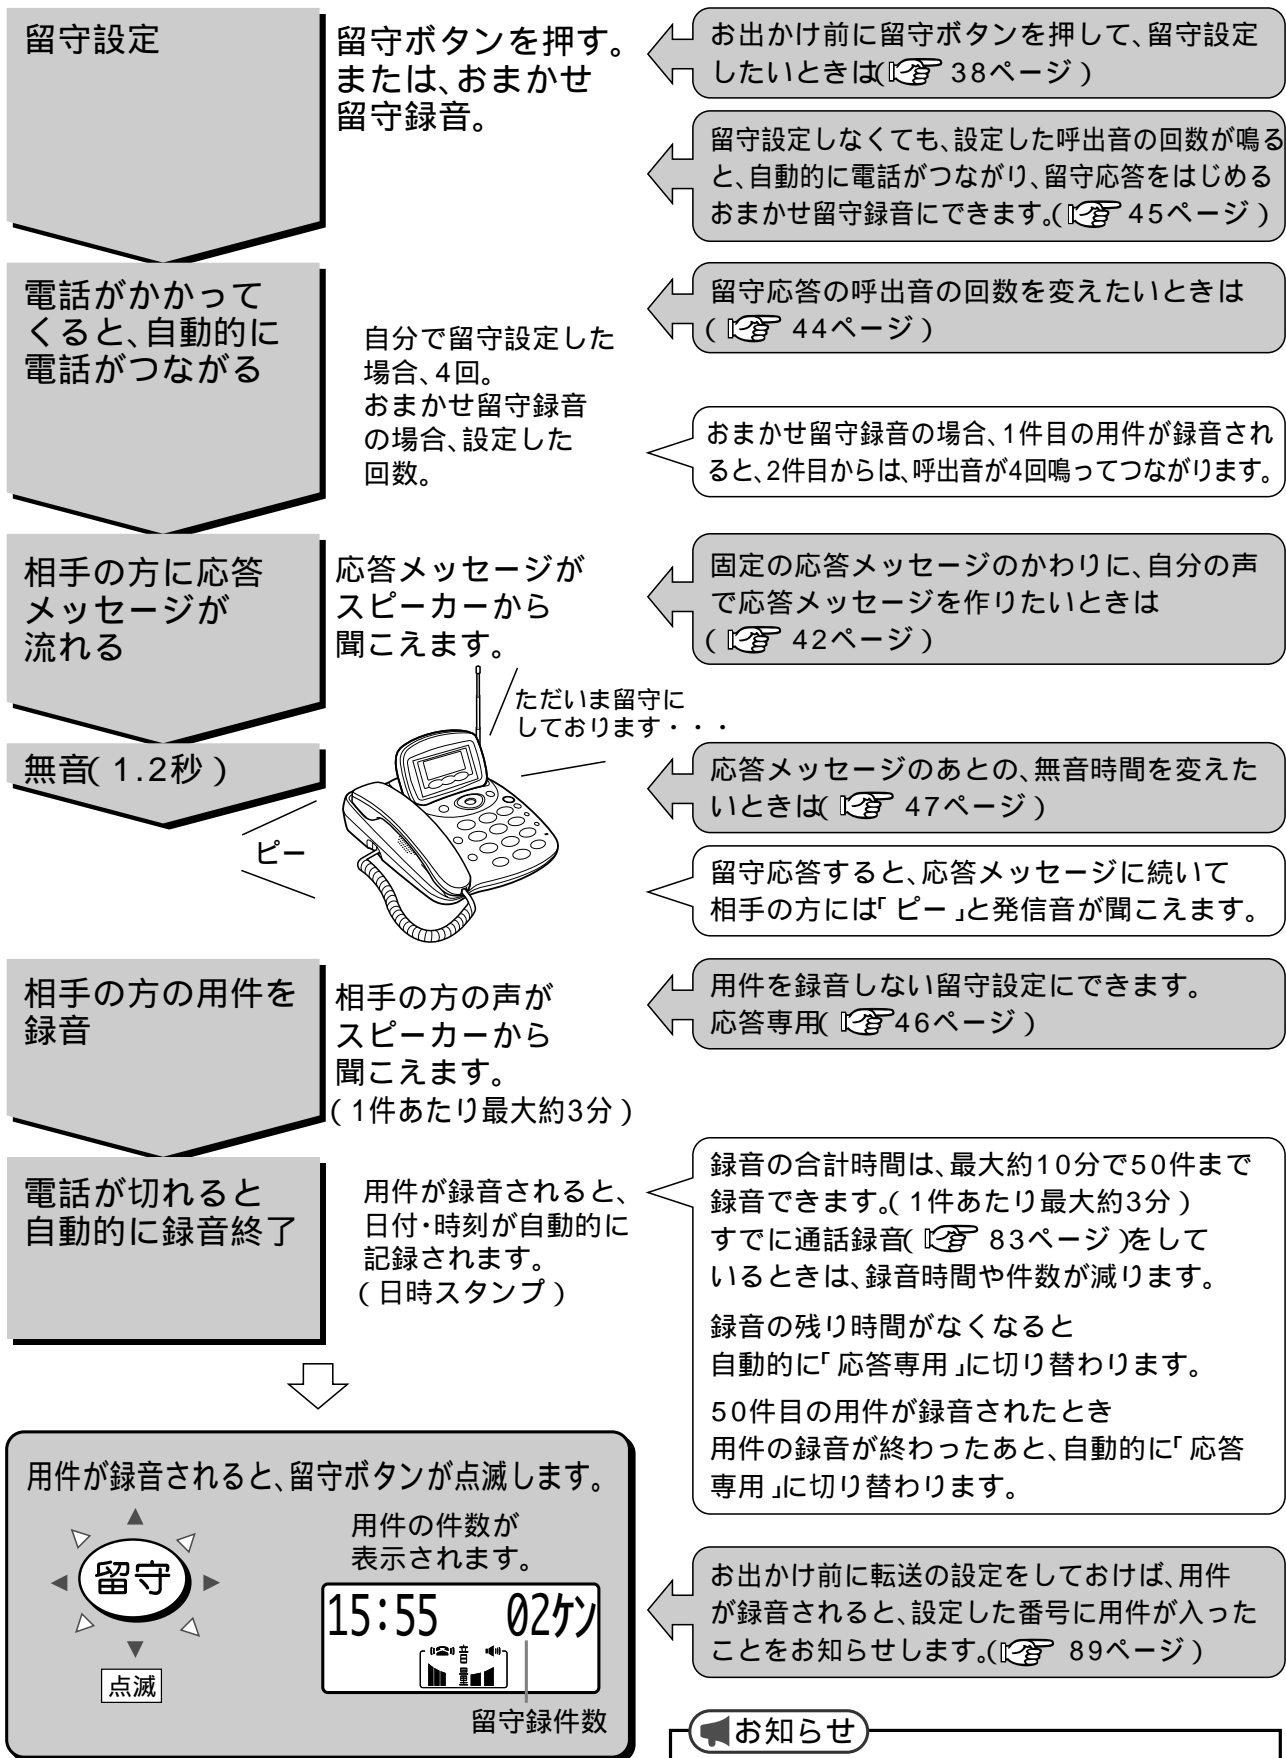 留守設定
留守ボタンを押す。
または、おまかせ
留守録音。
お出かけ前に留守ボタンを押して、留守設定
したいときは(☞ 38ページ)
留守設定しなくても、設定した呼出音の回数が鳴る
と、自動的に電話がつながり、留守応答をはじめる
おまかせ留守録音にできます。(☞ 45ページ)
電話がかかって
くると、自動的に
電話がつながる
自分で留守設定した
場合、4回。
おまかせ留守録音
の場合、設定した
回数。
留守応答の呼出音の回数を変えたいときは
(☞ 44ページ)
おまかせ留守録音の場合、1件目の用件が録音され
ると、2件目からは、呼出音が4回鳴ってつながります。
相手の方に応答
メッセージが
流れる
応答メッセージが
スピーカーから
聞こえます。
固定の応答メッセージのかわりに、自分の声
で応答メッセージを作りたいときは
(☞ 42ページ)
ただいま留守に
しております・・・
無音(1.2秒)
ピー
応答メッセージのあとの、無音時間を変えた
いときは(☞ 47ページ)
留守応答すると、応答メッセージに続いて
相手の方には「ピー」と発信音が聞こえます。
相手の方の用件を
録音
相手の方の声が
スピーカーから
聞こえます。
(1件あたり最大約3分)
用件を録音しない留守設定にできます。
応答専用(☞46ページ)
電話が切れると
自動的に録音終了
用件が録音されると、
日付・時刻が自動的に
記録されます。
(日時スタンプ)
録音の合計時間は、最大約10分で50件まで
録音できます。(1件あたり最大約3分)
すでに通話録音(☞ 83ページ)をして
いるときは、録音時間や件数が減ります。
録音の残り時間がなくなると
自動的に「応答専用」に切り替わります。
50件目の用件が録音されたとき
用件の録音が終わったあと、自動的に「応答
専用」に切り替わります。
用件が録音されると、留守ボタンが点滅します。
留守
点滅
用件の件数が
表示されます。
15:55 02ケン
音
量
留守録件数
お出かけ前に転送の設定をしておけば、用件
が録音されると、設定した番号に用件が入った
ことをお知らせします。(☞ 89ページ)
お知らせ